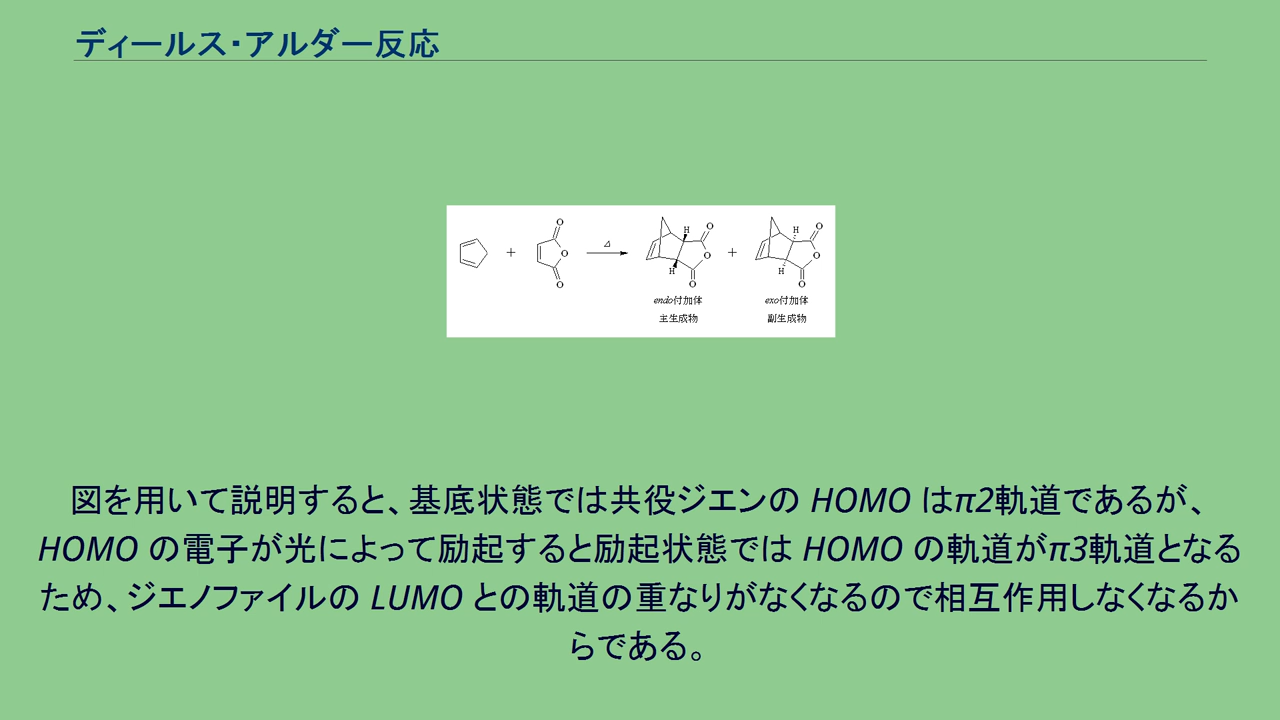 ディールス・アルダー反応
+
O
O
O
Δ
H
H
O
O
O
+
H
H
O
O
O
endo付加体
exo付加体
主生成物
副生成物
図を用いて説明すると、基底状態では共役ジエンの HOMO はπ2軌道であるが、
HOMO の電子が光によって励起すると励起状態では HOMO の軌道がπ3軌道となる
ため、ジエノファイルの LUMO との軌道の重なりがなくなるので相互作用しなくなるか
らである。